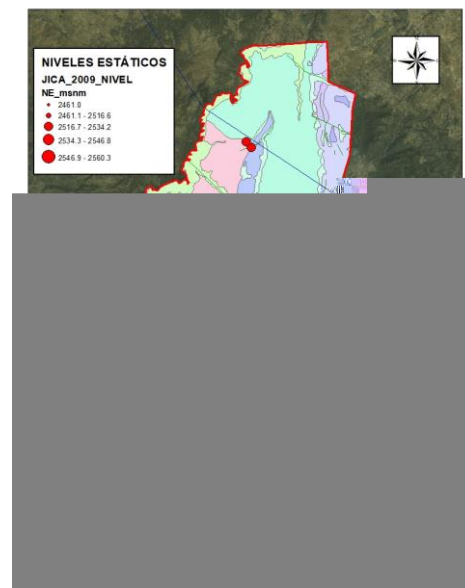 NIVELES ESTÁTICOS
JICA_2009_NIVEL
NE_msnm
2461.0
2461.1 - 2516.6
2516.7 - 2534.2
2534.3 - 2546.8
2546.9 - 2560.3